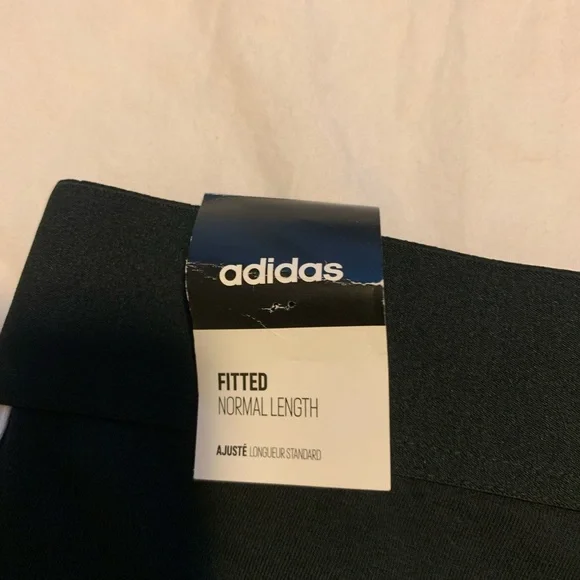 adidas
FITTED
NORMAL LENGTH
AJUSTÉ LONGUEUR STANDARD